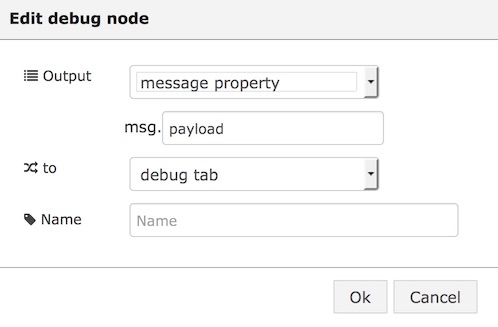 Edit debug node
Output message property
msg. payload
to debug tab
Name Name
Ok Cancel